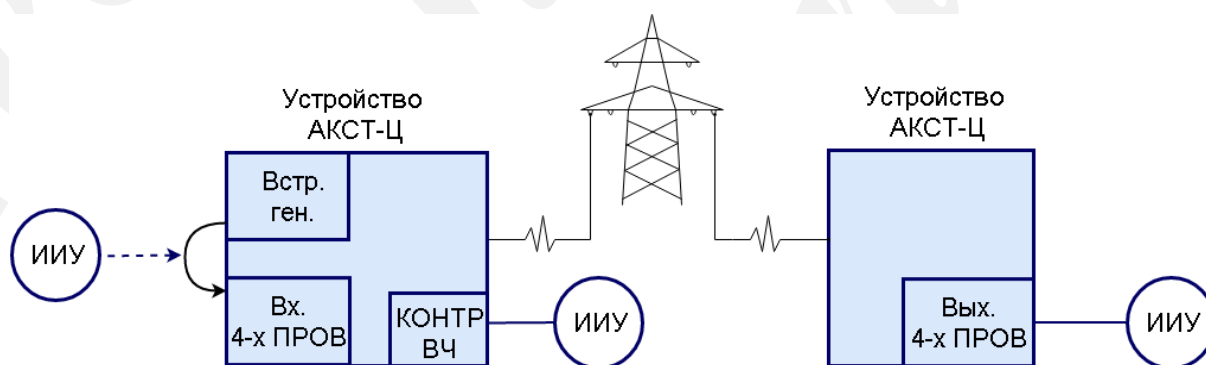 Устройство
АКСТ-Ц
Устройство
АКСТ-Ц
Встр.
ген.
ИИУ
Вх.
4-х ПРОВ
КОНТР
ВЧ
ИИУ
Вых.
4-х ПРОВ
ИИУ